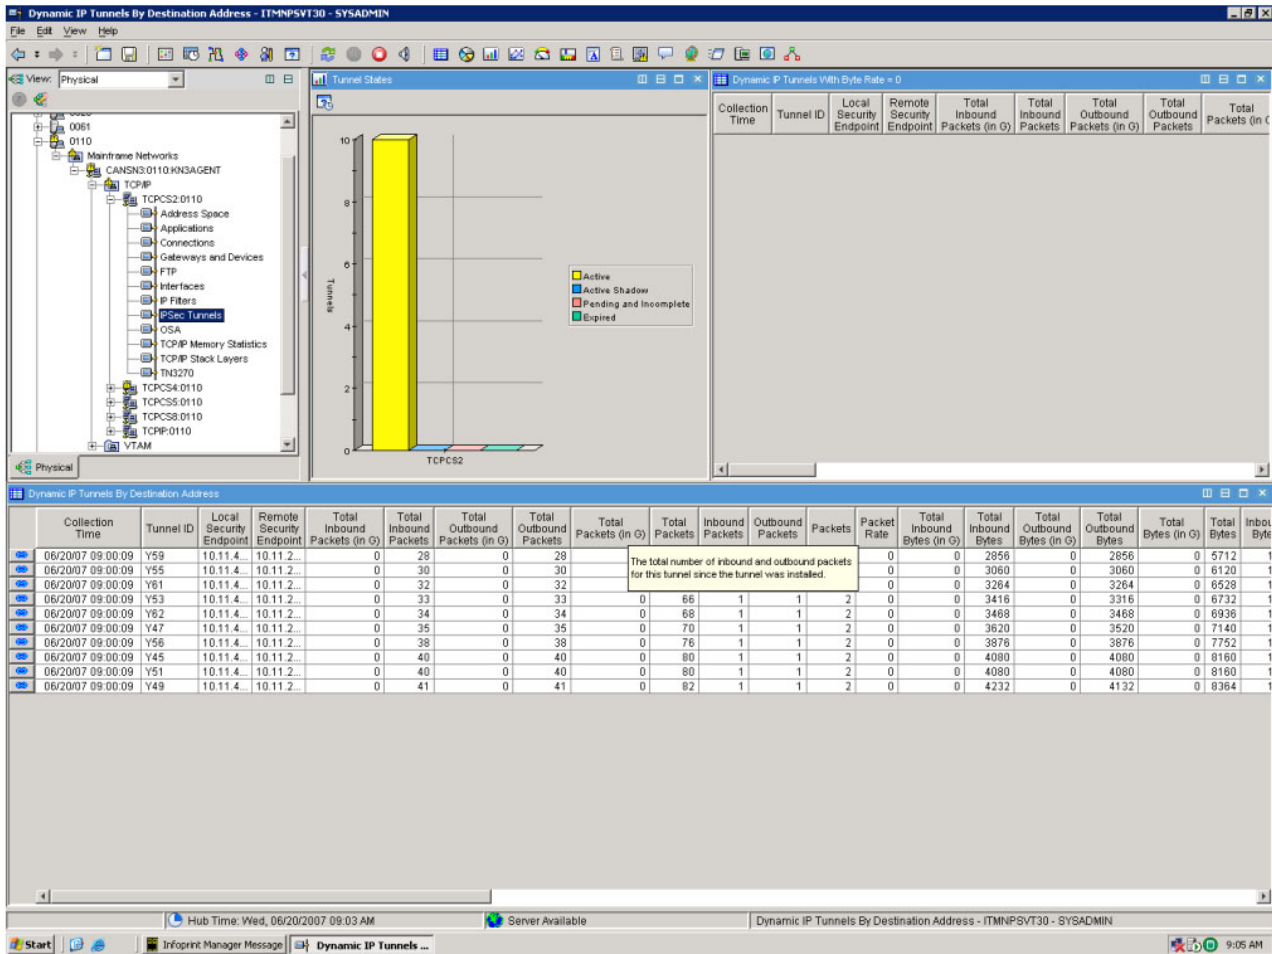 Dynamic IP Tunnels By Destination Address - ITMNPSVT30 - SYSADMIN
File Edit View Help
View: Physical
0061
0110
Mainframe Networks
CANSN3:0110:KN3AGENT
TCP/IP
TCPCS2:0110
Address Space
Applications
Connections
Gateways and Devices
FTP
Interfaces
IP Filters
IPSec Tunnels
OSA
TCP/IP Memory Statistics
TCP/IP Stack Layers
TN3270
TCPCS4:0110
TCPCS5:0110
TCPCS8:0110
TCPIP:0110
VTAM
Physical
Tunnel States
10
8
6
4
2
0
Tunnels
TCPCS2
Active
Active Shadow
Pending and Incomplete
Expired
Dynamic IP Tunnels With Byte Rate = 0
Collection Time Tunnel ID Local Security Endpoint Remote Security Endpoint Total Inbound Packets (in G) Total Inbound Packets Total Outbound Packets (in G) Total Outbound Packets Total Packets (in G
Dynamic IP Tunnels By Destination Address
Collection Time Tunnel ID Local Security Endpoint Remote Security Endpoint Total Inbound Packets (in G) Total Inbound Packets Total Outbound Packets (in G) Total Outbound Packets Total Packets (in G) Total Packets Inbound Packets Outbound Packets Packets Packet Rate Total Inbound Bytes (in G) Total Inbound Bytes Total Outbound Bytes (in G) Total Outbound Bytes Total Bytes (in G) Total Bytes Inbou Byte
06/20/07 09:00:09 Y59 10.11.4... 10.11.2... 0 28 0 28 0 0 2856 0 2856 0 5712 1
06/20/07 09:00:09 Y55 10.11.4... 10.11.2... 0 30 0 30 0 0 3060 0 3060 0 6120 1
06/20/07 09:00:09 Y61 10.11.4... 10.11.2... 0 32 0 32 0 0 3264 0 3264 0 6528 1
The total number of inbound and outbound packets
for this tunnel since the tunnel was installed.
06/20/07 09:00:09 Y53 10.11.4... 10.11.2... 0 33 0 33 0 66 1 1 2 0 0 3416 0 3316 0 6732 1
06/20/07 09:00:09 Y62 10.11.4... 10.11.2... 0 34 0 34 0 68 1 1 2 0 0 3468 0 3468 0 6936 1
06/20/07 09:00:09 Y47 10.11.4... 10.11.2... 0 35 0 35 0 70 1 1 2 0 0 3620 0 3520 0 7140 1
06/20/07 09:00:09 Y56 10.11.4... 10.11.2... 0 38 0 38 0 76 1 1 2 0 0 3876 0 3876 0 7752 1
06/20/07 09:00:09 Y45 10.11.4... 10.11.2... 0 40 0 40 0 80 1 1 2 0 0 4080 0 4080 0 8160 1
06/20/07 09:00:09 Y51 10.11.4... 10.11.2... 0 40 0 40 0 80 1 1 2 0 0 4080 0 4080 0 8160 1
06/20/07 09:00:09 Y49 10.11.4... 10.11.2... 0 41 0 41 0 82 1 1 2 0 0 4232 0 4132 0 8364 1
Hub Time: Wed, 06/20/2007 09:03 AM Server Available Dynamic IP Tunnels By Destination Address - ITMNPSVT30 - SYSADMIN
Start Infoprint Manager Message Dynamic IP Tunnels ... 9:05 AM